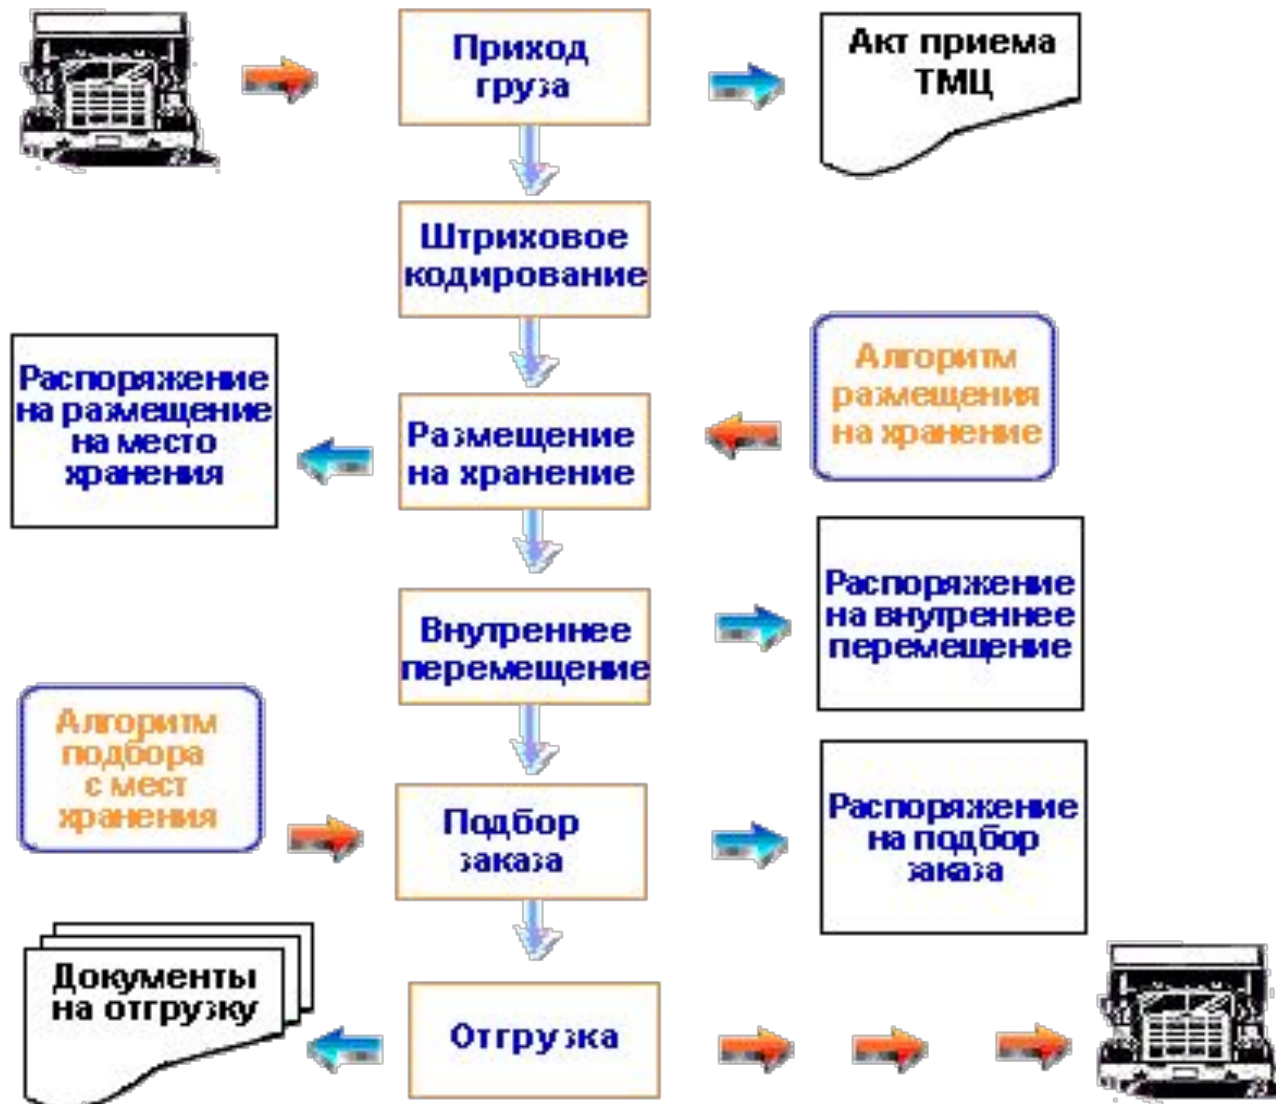 Приход
груза
Акт приема
ТМЦ
Штриховое
кодирование
Распоряжение
на размещение
на место
хранения
Размещение
на хранение
Алгоритм
размещения
на хранение
Внутреннее
перемещение
Распоряжение
на внутреннее
перемещение
Алгоритм
подбора
с мест
хранения
Подбор
заказа
Распоряжение
на подбор
заказа
Документы
на отгрузку
Отгрузка